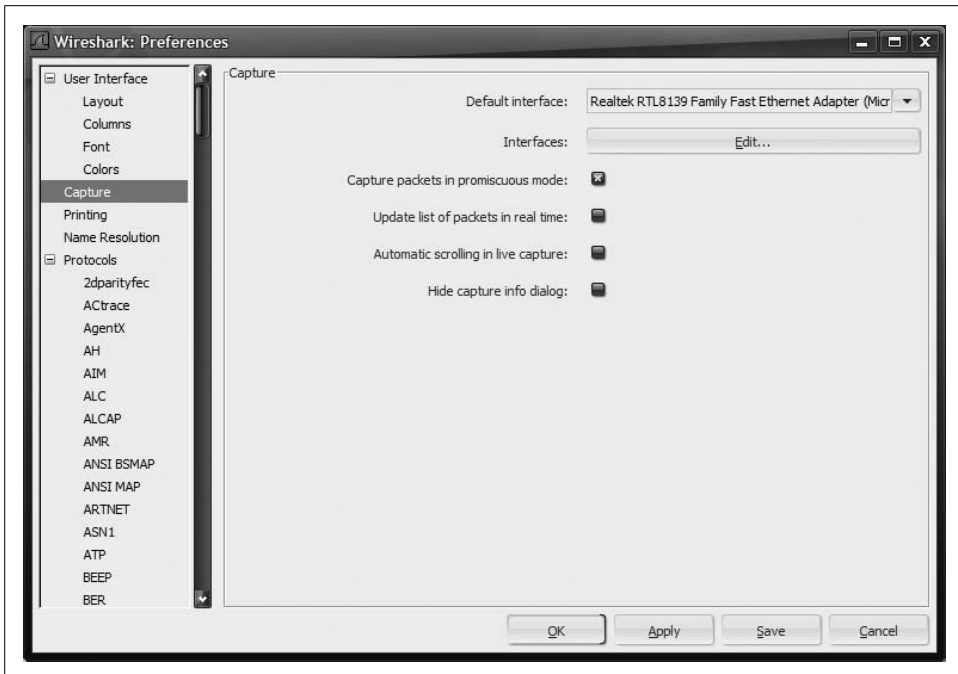 Wireshark: Preferences
User Interface
Layout
Columns
Font
Colors
Capture
Printing
Name Resolution
Protocols
2dparityfec
ACtrace
AgentX
AH
AIM
ALC
ALCAP
AMR
ANSI BSMAP
ANSI MAP
ARTNET
ASN1
ATP
BEEP
BER
Capture
Default interface: Realtek RTL8139 Family Fast Ethernet Adapter (Micr
Interfaces: Edit...
Capture packets in promiscuous mode:
Update list of packets in real time:
Automatic scrolling in live capture:
Hide capture info dialog:
OK Apply Save Cancel